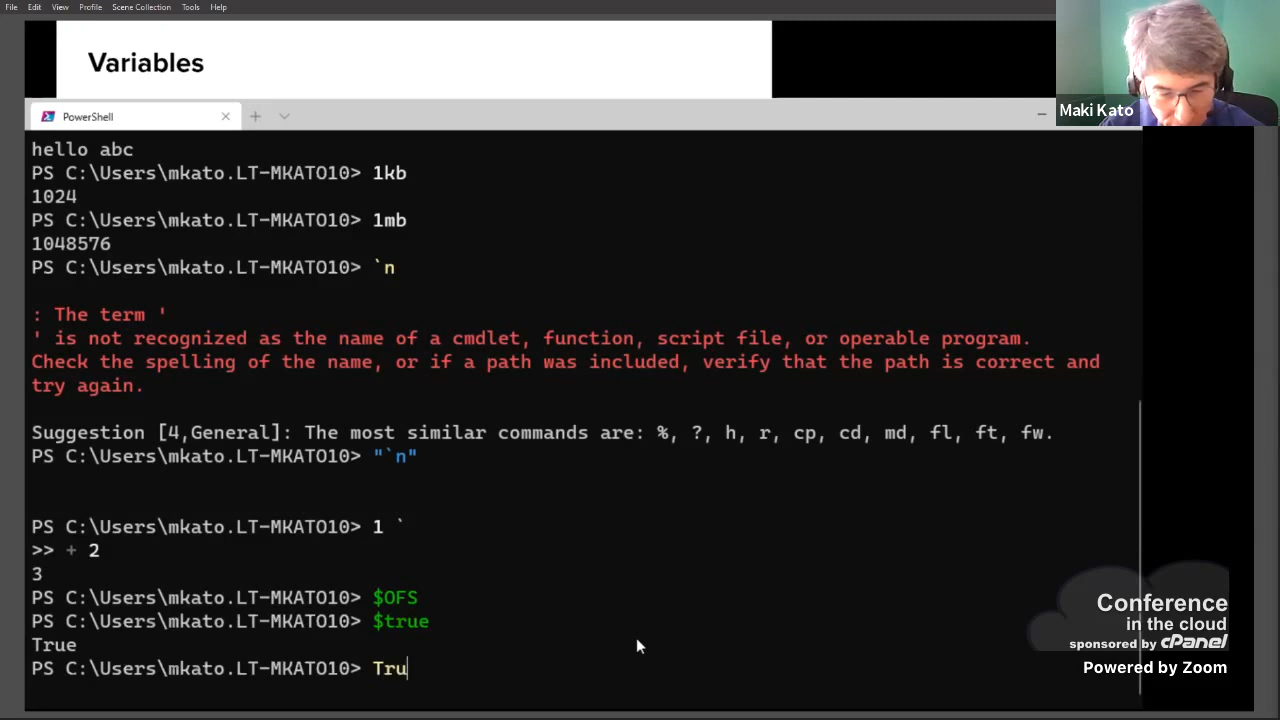 File Edit View Profile Scene Collection Tools Help
Variables
Maki Kato
PowerShell
hello abc
PS C:\Users\mkato.LT-MKATO10> 1kb
1024
PS C:\Users\mkato.LT-MKATO10> 1mb
1048576
PS C:\Users\mkato.LT-MKATO10> `n
: The term '
' is not recognized as the name of a cmdlet, function, script file, or operable program.
Check the spelling of the name, or if a path was included, verify that the path is correct and
try again.
Suggestion [4,General]: The most similar commands are: %, ?, h, r, cp, cd, md, fl, ft, fw.
PS C:\Users\mkato.LT-MKATO10> "`n"
PS C:\Users\mkato.LT-MKATO10> 1 `
>> + 2
3
PS C:\Users\mkato.LT-MKATO10> $OFS
PS C:\Users\mkato.LT-MKATO10> $true
True
PS C:\Users\mkato.LT-MKATO10> Tru
Conference
in the cloud
sponsored by cPanel
Powered by Zoom